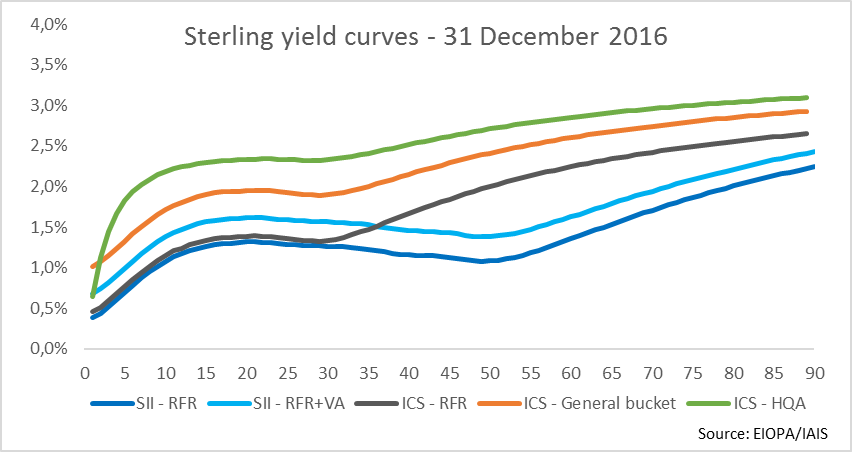 Sterling yield curves - 31 December 2016
4,0%
3,5%
3,0%
2,5%
2,0%
1,5%
1,0%
0,5%
0,0%
0 5 10 15 20 25 30 35 40 45 50 55 60 65 70 75 80 85 90
SII - RFR SII - RFR+VA ICS - RFR ICS - General bucket ICS - HQA
Source: EIOPA/IAIS